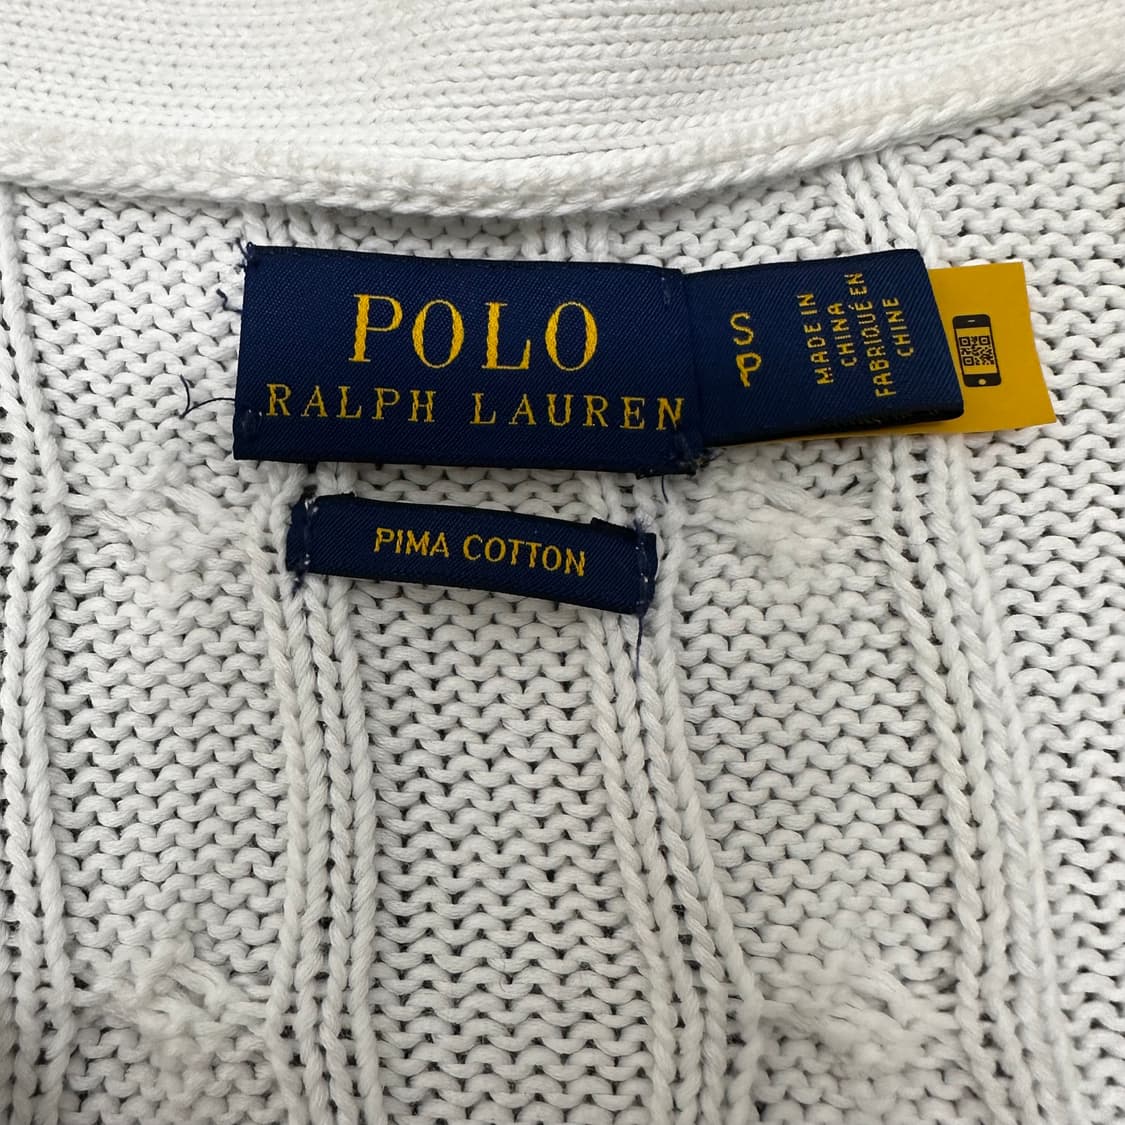 POLO
RALPH LAUREN
S
P
MADE IN
CHINA
FABRIQUÉ EN
CHINE
PIMA COTTON